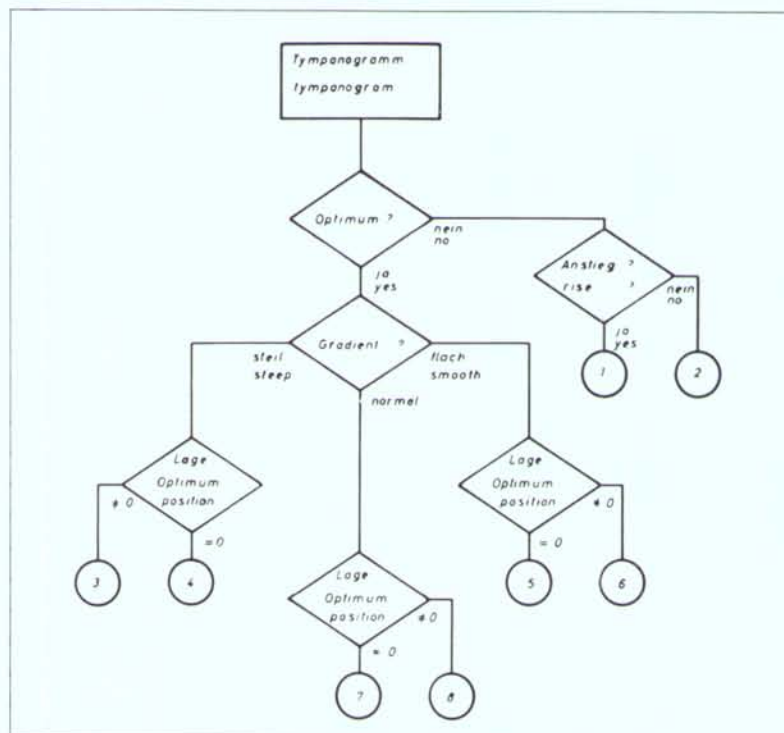 Tympanogramm
tympanogram
Optimum ?
nein
no
Anstieg ?
rise ?
nein
no
ja
yes
ja
yes
1
2
Gradient ?
steil
steep
flach
smooth
normel
Lage
Optimum
position
≠ 0
= 0
3
4
Lage
Optimum
position
≠ 0
= 0
5
6
Lage
Optimum
position
≠ 0
= 0
7
8